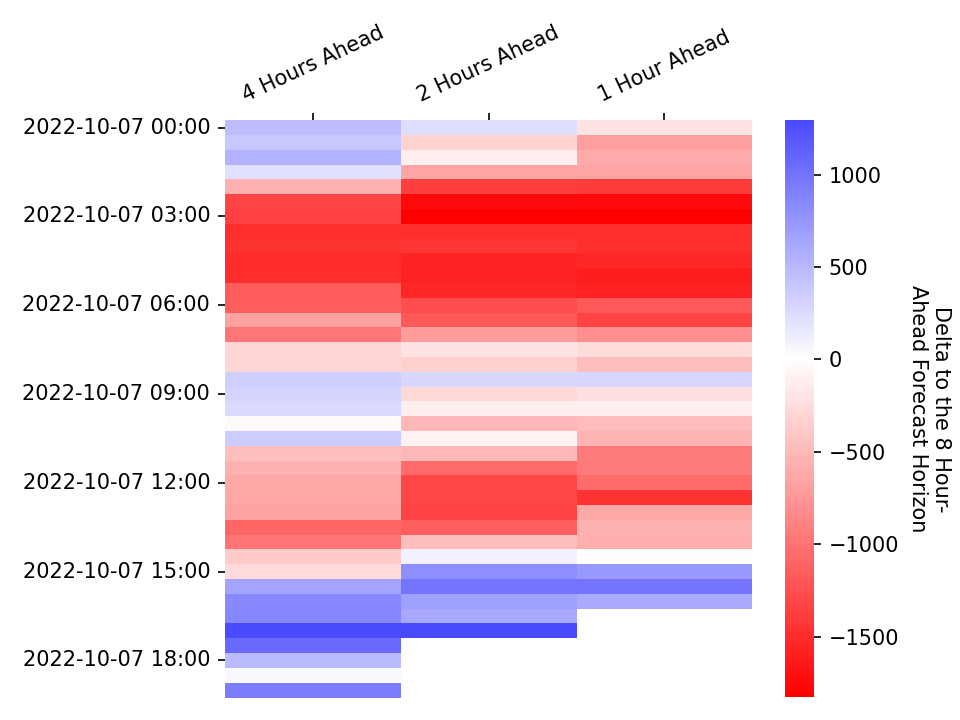 4 Hours Ahead
2 Hours Ahead
1 Hour Ahead
2022-10-07 00:00
2022-10-07 03:00
2022-10-07 06:00
2022-10-07 09:00
2022-10-07 12:00
2022-10-07 15:00
2022-10-07 18:00
1000
500
0
−500
−1000
−1500
Delta to the 8 Hour-
Ahead Forecast Horizon